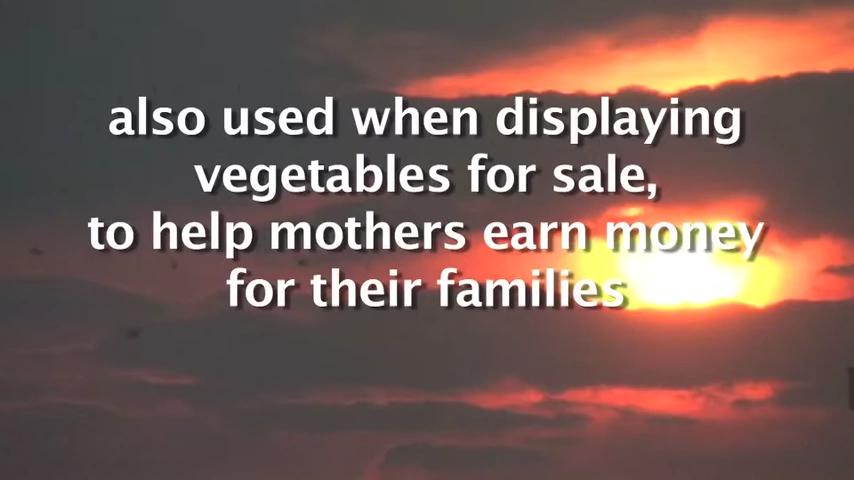 also used when displaying
vegetables for sale,
to help mothers earn money
for their families